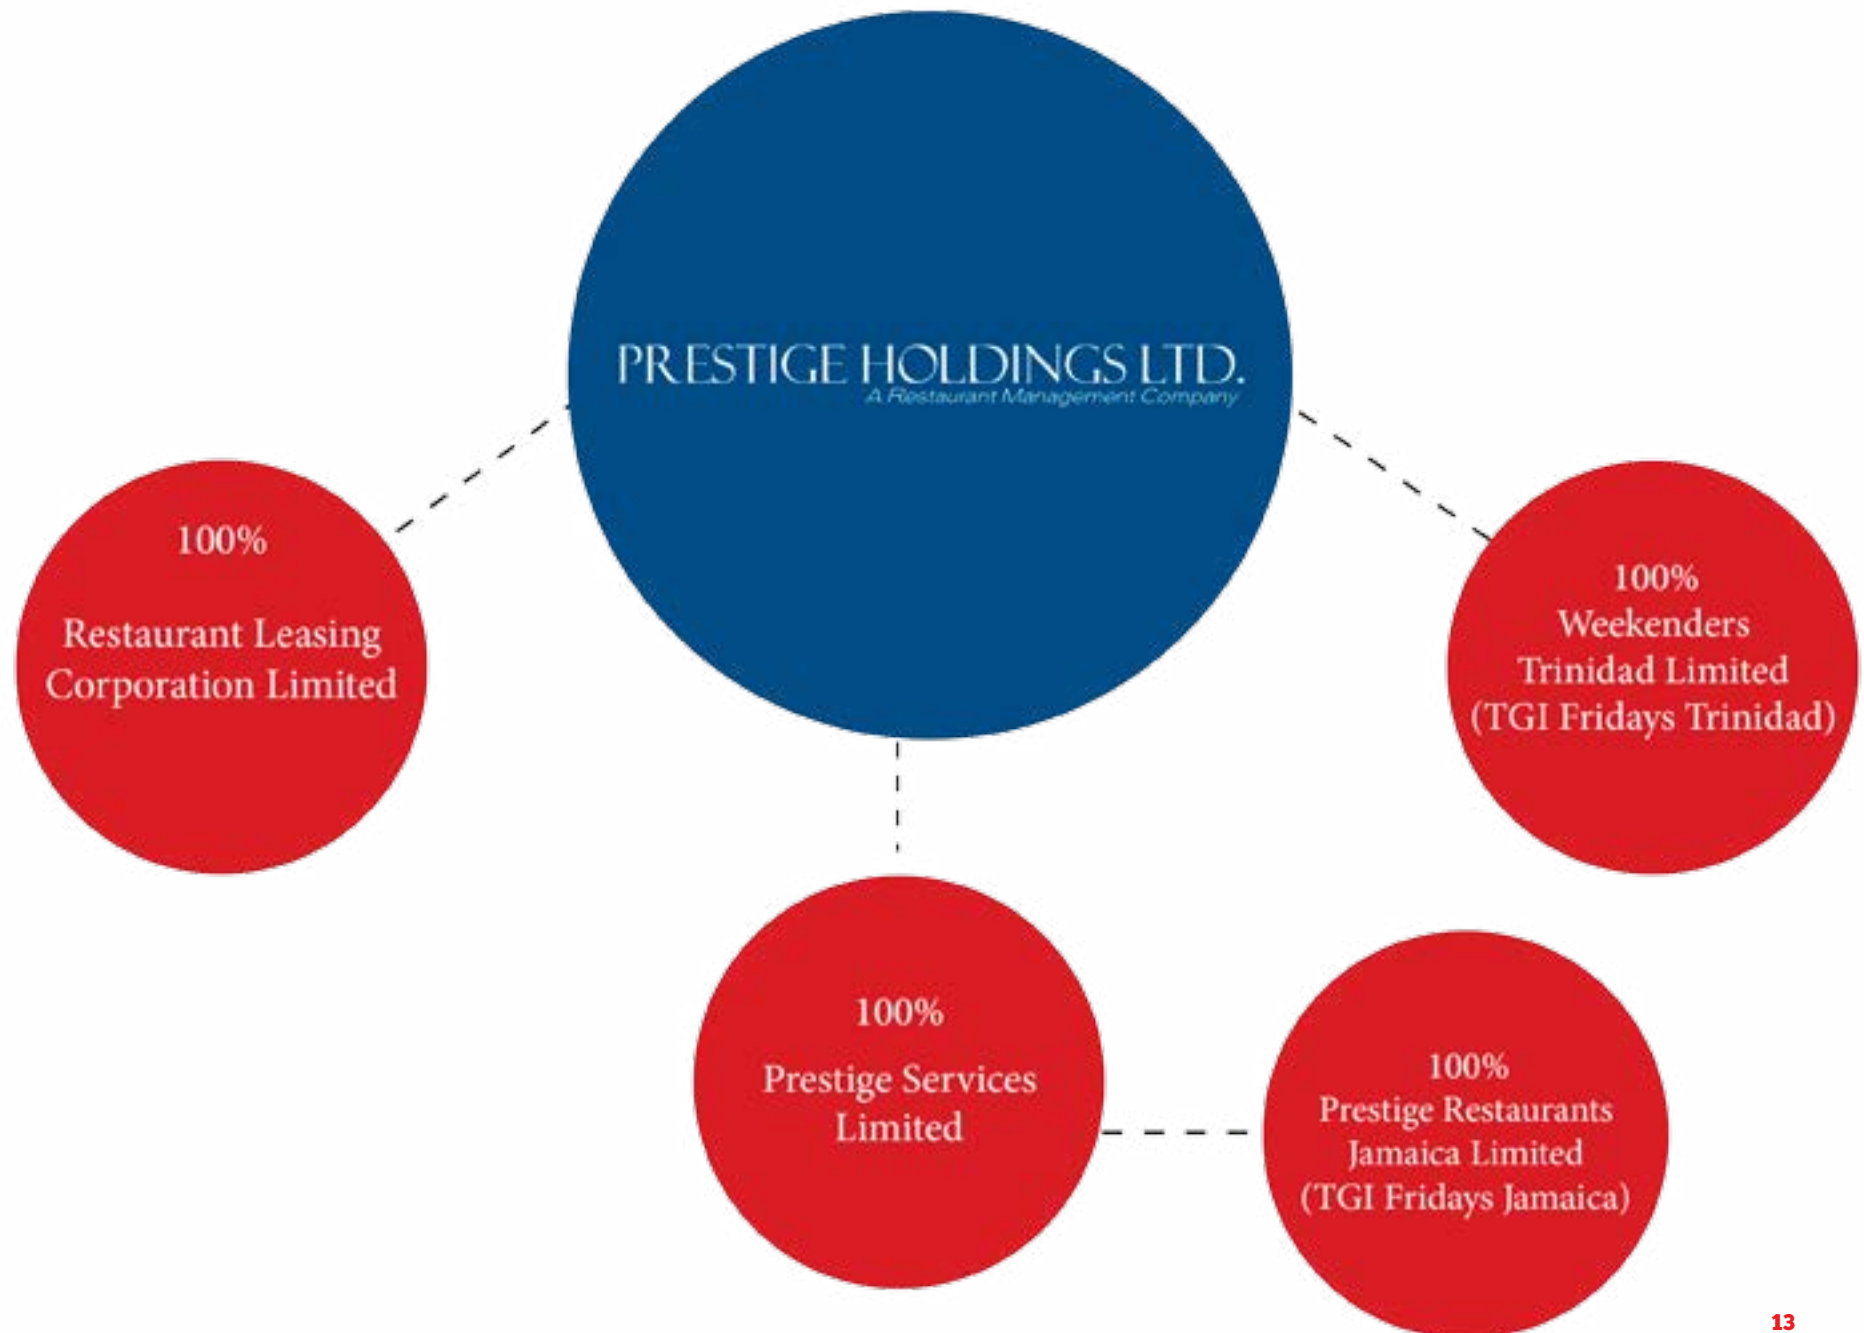 PRESTIGE HOLDINGS LTD.
A Restaurant Management Company
100%
Restaurant Leasing
Corporation Limited
100%
Weekenders
Trinidad Limited
(TGI Fridays Trinidad)
100%
Prestige Services
Limited
100%
Prestige Restaurants
Jamaica Limited
(TGI Fridays Jamaica)
13